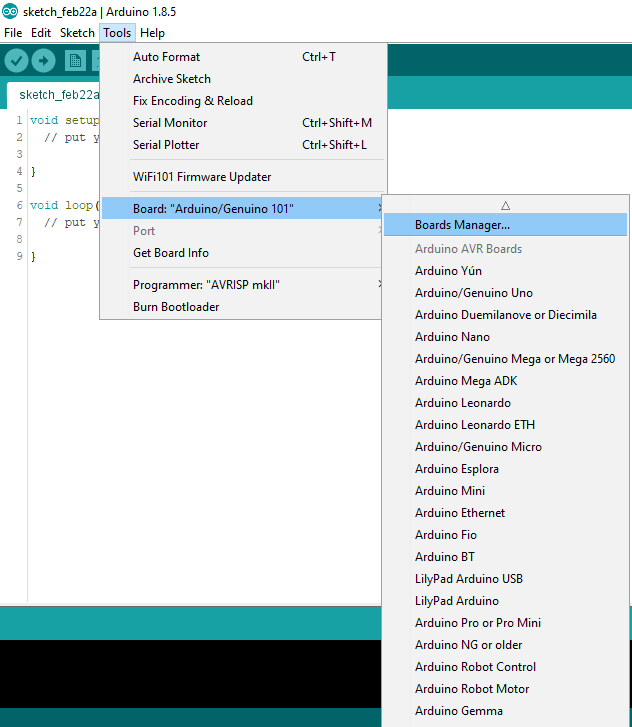 sketch_feb22a | Arduino 1.8.5
File Edit Sketch Tools Help
Auto Format Ctrl+T
Archive Sketch
Fix Encoding & Reload
Serial Monitor Ctrl+Shift+M
Serial Plotter Ctrl+Shift+L
WiFi101 Firmware Updater
Board: "Arduino/Genuino 101"
Port
Get Board Info
Programmer: "AVRISP mkII"
Burn Bootloader
sketch_feb22a
1 void setup
2 // put y
3
4 }
5
6 void loop(
7 // put y
8
9 }
Boards Manager...
Arduino AVR Boards
Arduino Yún
Arduino/Genuino Uno
Arduino Duemilanove or Diecimila
Arduino Nano
Arduino/Genuino Mega or Mega 2560
Arduino Mega ADK
Arduino Leonardo
Arduino Leonardo ETH
Arduino/Genuino Micro
Arduino Esplora
Arduino Mini
Arduino Ethernet
Arduino Fio
Arduino BT
LilyPad Arduino USB
LilyPad Arduino
Arduino Pro or Pro Mini
Arduino NG or older
Arduino Robot Control
Arduino Robot Motor
Arduino Gemma